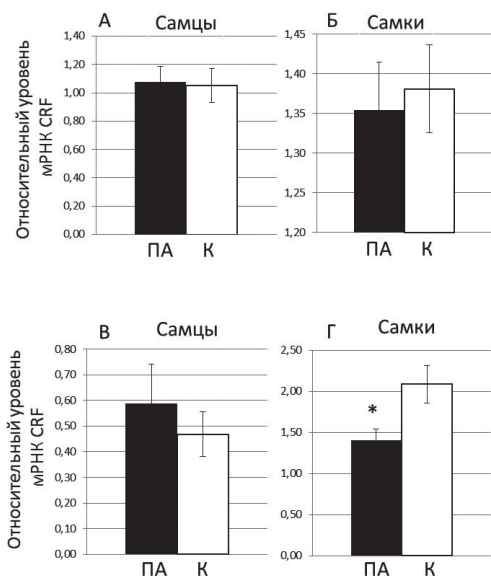 А
Самцы
Относительный уровень
мРНК CRF
1,20
1,00
0,80
0,60
0,40
0,20
0,00
ПА К
Б
Самки
1,45
1,40
1,35
1,30
1,25
1,20
ПА К
В
Самцы
Относительный уровень
мРНК CRF
0,80
0,70
0,60
0,50
0,40
0,30
0,20
0,10
0,00
ПА К
Г
Самки
2,50
2,00
1,50
1,00
0,50
0,00
*
ПА К